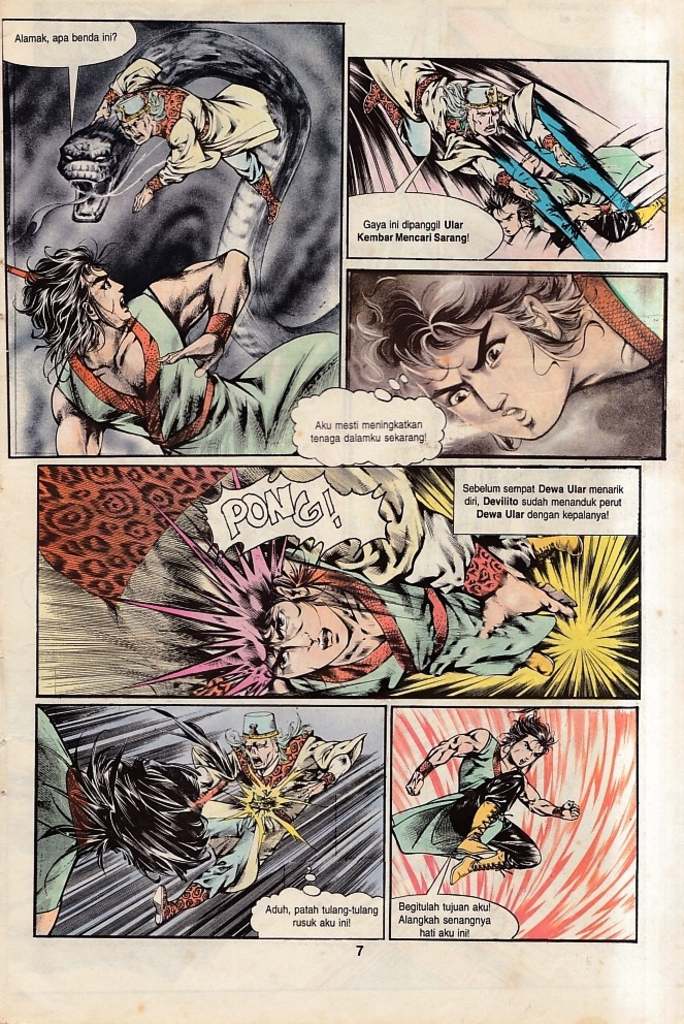 Alamak, apa benda ini?
Gaya ini dipanggil Ular
Kembar Mencari Sarang!
Aku mesti meningkatkan
tenaga dalamku sekarang!
PONG!
Sebelum sempat Dewa Ular menarik
diri, Devilito sudah menanduk perut
Dewa Ular dengan kepalanya!
Aduh, patah tulang-tulang
rusuk aku ini!
Begitulah tujuan aku!
Alangkah senangnya
hati aku ini!
7